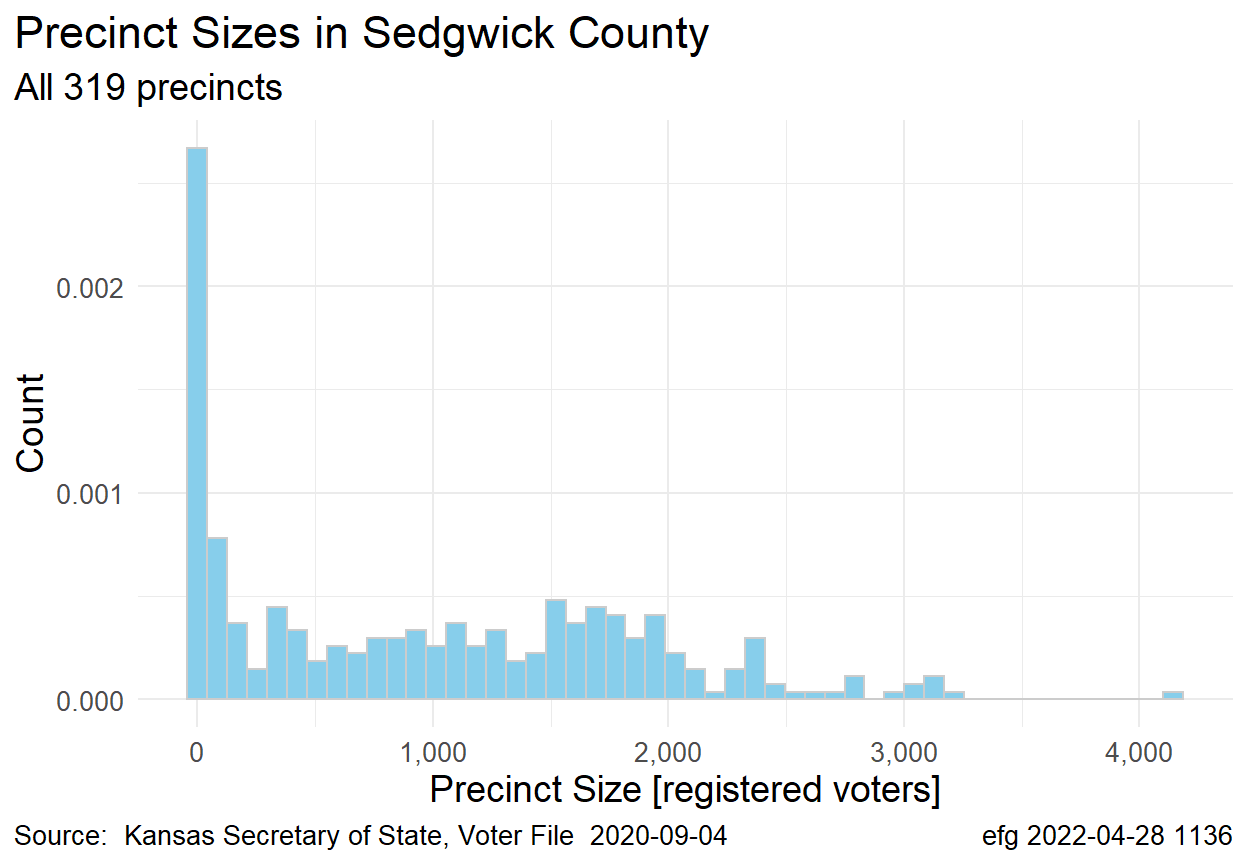 Precinct Sizes in Sedgwick County
All 319 precincts
0.002
0.001
0.000
Count
0 1,000 2,000 3,000 4,000
Precinct Size [registered voters]
Source:  Kansas Secretary of State, Voter File  2020-09-04 efg 2022-04-28 1136